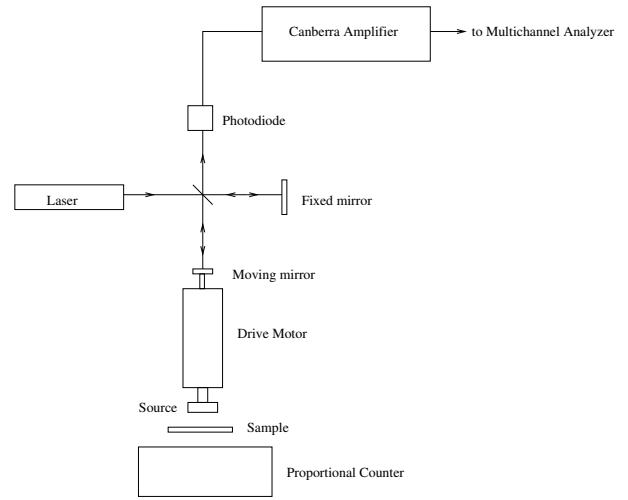 Canberra Amplifier
to Multichannel Analyzer
Photodiode
Laser
Fixed mirror
Moving mirror
Drive Motor
Source
Sample
Proportional Counter